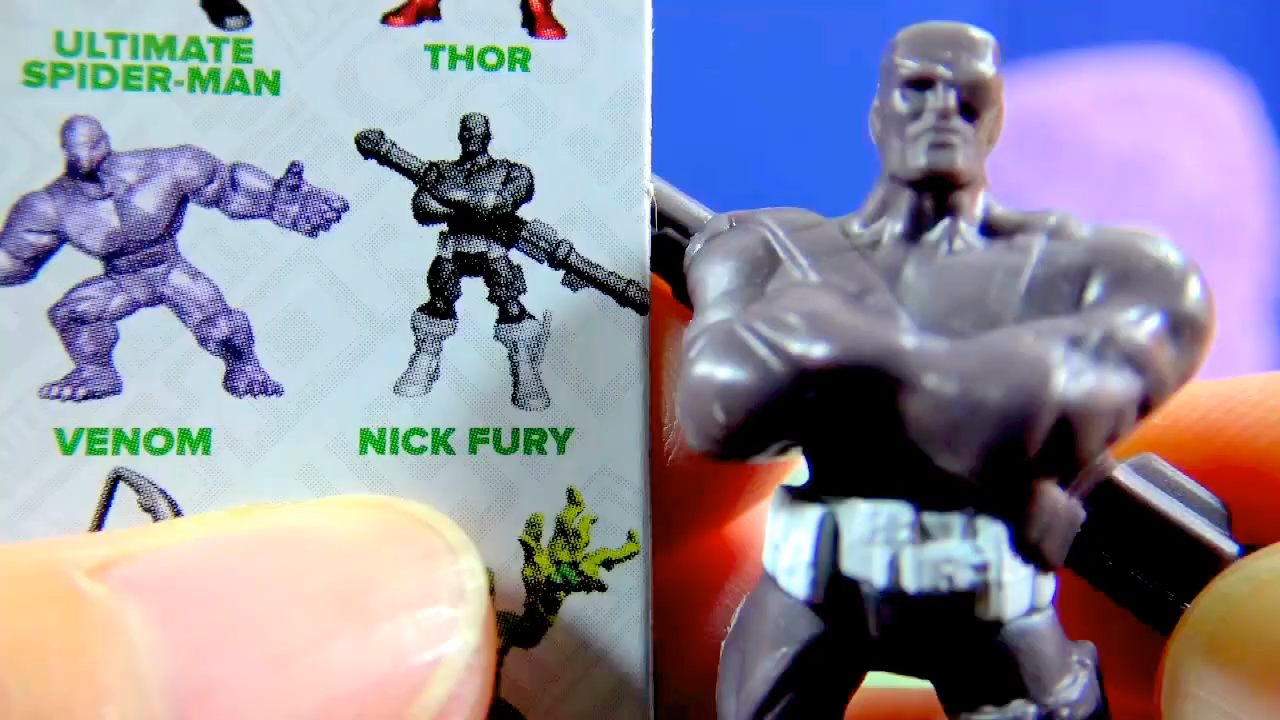 ULTIMATE
SPIDER-MAN
THOR
VENOM
NICK FURY